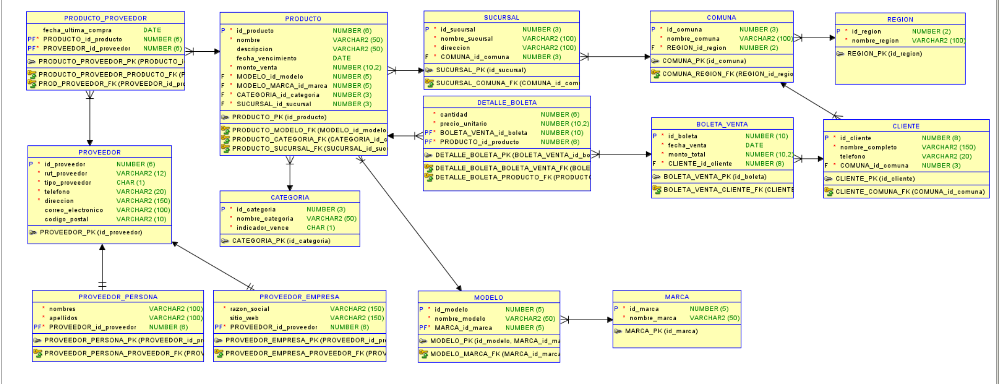 PRODUCTO_PROVEEDOR
fecha_ultima_compra DATE
PF* PRODUCTO_id_producto NUMBER (6)
PF* PROVEEDOR_id_proveedor NUMBER (6)
PRODUCTO_PROVEEDOR_PK (PRODUCTO_i
PRODUCTO_PROVEEDOR_PRODUCTO_FK (F
PROD_PROVEEDOR_FK (PROVEEDOR_id_pro
PRODUCTO
P * id_producto NUMBER (6)
* nombre VARCHAR2 (50)
descripcion VARCHAR2 (50)
fecha_vencimiento DATE
* monto_venta NUMBER (10,2)
F * MODELO_id_modelo NUMBER (5)
F * MODELO_MARCA_id_marca NUMBER (5)
F * CATEGORIA_id_categoria NUMBER (3)
F * SUCURSAL_id_sucursal NUMBER (3)
PRODUCTO_PK (id_producto)
PRODUCTO_MODELO_FK (MODELO_id_modelo
PRODUCTO_CATEGORIA_FK (CATEGORIA_id_c
PRODUCTO_SUCURSAL_FK (SUCURSAL_id_suc
SUCURSAL
P * id_sucursal NUMBER (3)
* nombre_sucursal VARCHAR2 (100)
* direccion VARCHAR2 (100)
F * COMUNA_id_comuna NUMBER (3)
SUCURSAL_PK (id_sucursal)
SUCURSAL_COMUNA_FK (COMUNA_id_com
COMUNA
P * id_comuna NUMBER (3)
* nombre_comuna VARCHAR2 (100)
F * REGION_id_region NUMBER (2)
COMUNA_PK (id_comuna)
COMUNA_REGION_FK (REGION_id_regio
REGION
P * id_region NUMBER (2)
* nombre_region VARCHAR2 (100)
REGION_PK (id_region)
DETALLE_BOLETA
* cantidad NUMBER (6)
* precio_unitario NUMBER (10,2)
PF* BOLETA_VENTA_id_boleta NUMBER (10)
PF* PRODUCTO_id_producto NUMBER (6)
DETALLE_BOLETA_PK (BOLETA_VENTA_id_bo
DETALLE_BOLETA_BOLETA_VENTA_FK (BOLE
DETALLE_BOLETA_PRODUCTO_FK (PRODUCT
BOLETA_VENTA
P * id_boleta NUMBER (10)
* fecha_venta DATE
* monto_total NUMBER (10,2)
F * CLIENTE_id_cliente NUMBER (8)
BOLETA_VENTA_PK (id_boleta)
BOLETA_VENTA_CLIENTE_FK (CLIENTE
CLIENTE
P * id_cliente NUMBER (8)
* nombre_completo VARCHAR2 (150)
telefono VARCHAR2 (20)
F * COMUNA_id_comuna NUMBER (3)
CLIENTE_PK (id_cliente)
CLIENTE_COMUNA_FK (COMUNA_id_comuna)
PROVEEDOR
P * id_proveedor NUMBER (6)
* rut_proveedor VARCHAR2 (12)
* tipo_proveedor CHAR (1)
* telefono VARCHAR2 (20)
* direccion VARCHAR2 (150)
correo_electronico VARCHAR2 (100)
codigo_postal VARCHAR2 (10)
PROVEEDOR_PK (id_proveedor)
CATEGORIA
P * id_categoria NUMBER (3)
* nombre_categoria VARCHAR2 (50)
* indicador_vence CHAR (1)
CATEGORIA_PK (id_categoria)
PROVEEDOR_PERSONA
* nombres VARCHAR2 (100)
* apellidos VARCHAR2 (100)
PF* PROVEEDOR_id_proveedor NUMBER (6)
PROVEEDOR_PERSONA_PK (PROVEEDOR_id_pr
PROVEEDOR_PERSONA_PROVEEDOR_FK (PROV
PROVEEDOR_EMPRESA
* razon_social VARCHAR2 (150)
sitio_web VARCHAR2 (150)
PF* PROVEEDOR_id_proveedor NUMBER (6)
PROVEEDOR_EMPRESA_PK (PROVEEDOR_id_pr
PROVEEDOR_EMPRESA_PROVEEDOR_FK (PROV
MODELO
P * id_modelo NUMBER (5)
* nombre_modelo VARCHAR2 (50)
PF* MARCA_id_marca NUMBER (5)
MODELO_PK (id_modelo, MARCA_id_ma
MODELO_MARCA_FK (MARCA_id_marca
MARCA
P * id_marca NUMBER (5)
* nombre_marca VARCHAR2 (50)
MARCA_PK (id_marca)